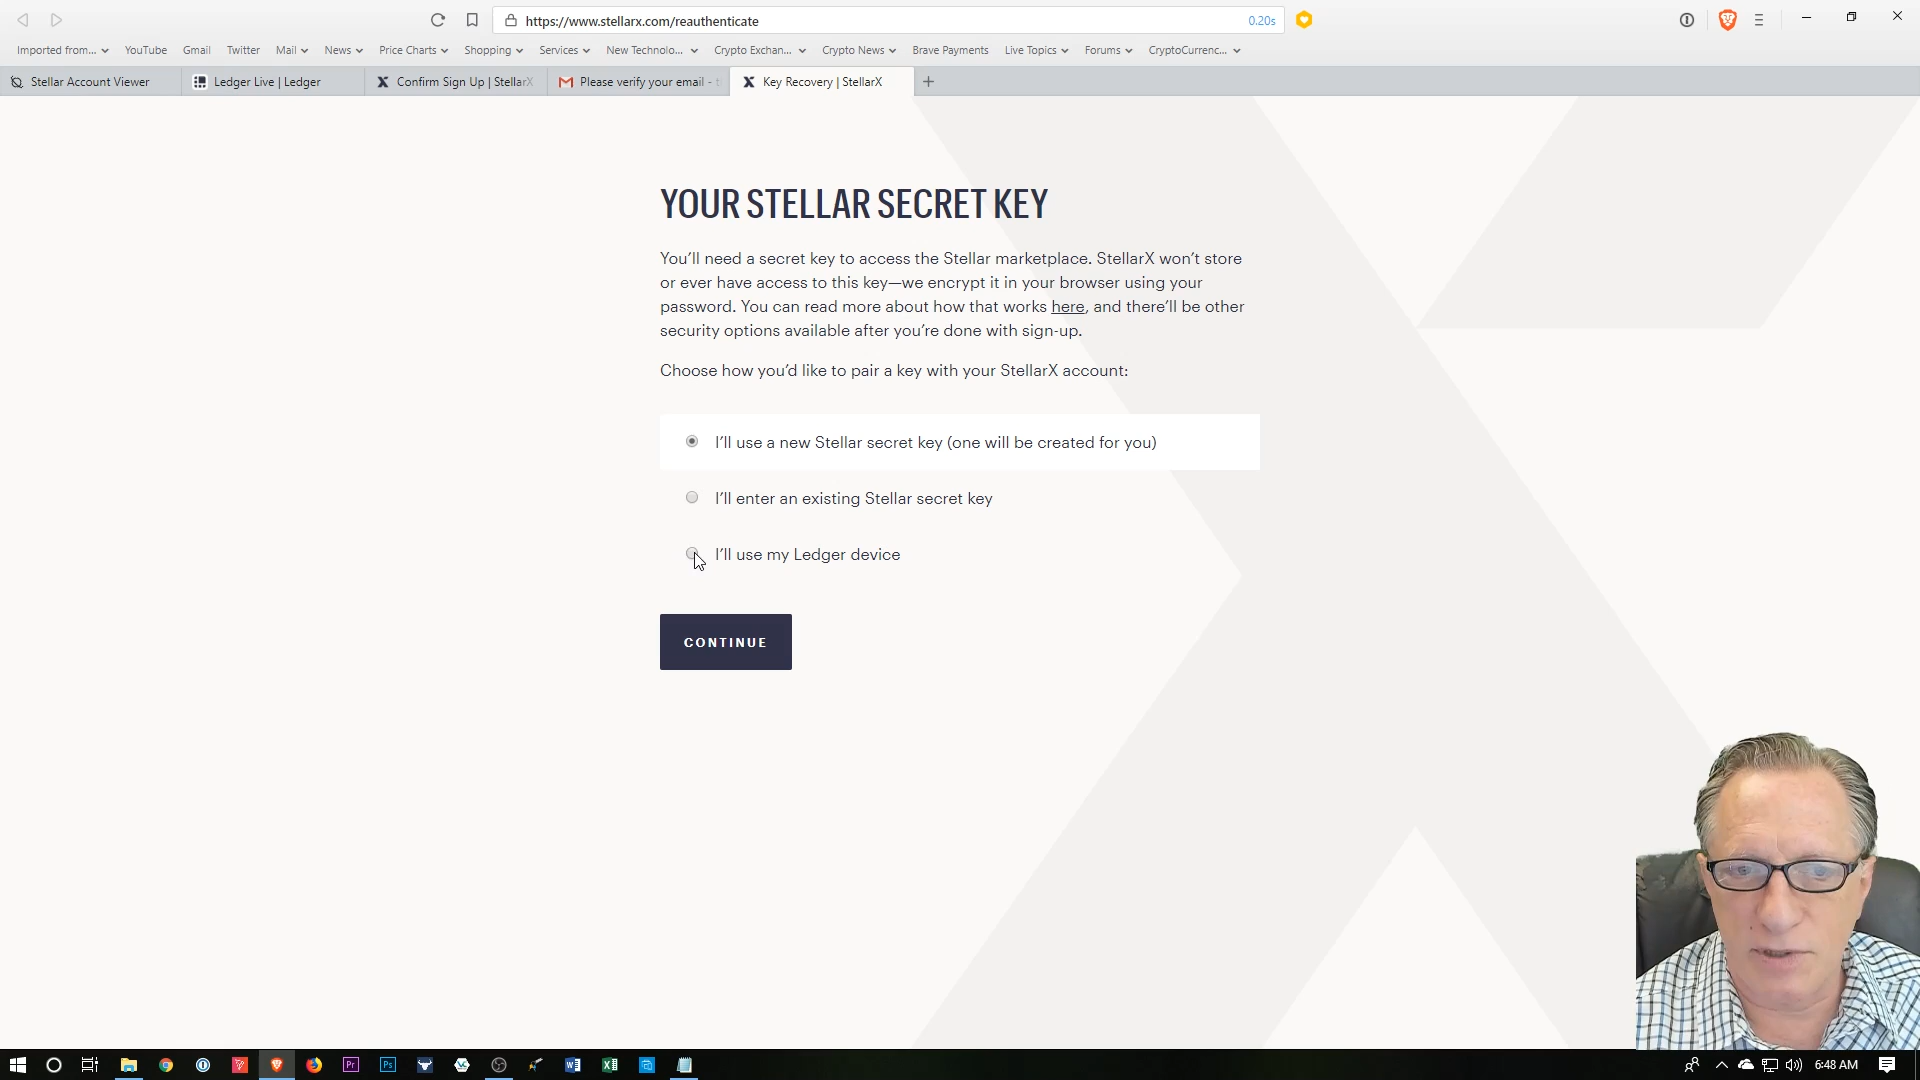 https://www.stellarx.com/reauthenticate
0.20s
Imported from...
YouTube
Gmail
Twitter
Mail
News
Price Charts
Shopping
Services
New Technolo...
Crypto Exchan...
Crypto News
Brave Payments
Live Topics
Forums
CryptoCurrenc...
Stellar Account Viewer
Ledger Live | Ledger
Confirm Sign Up | StellarX
Please verify your email -
Key Recovery | StellarX
YOUR STELLAR SECRET KEY
You’ll need a secret key to access the Stellar marketplace. StellarX won’t store
or ever have access to this key—we encrypt it in your browser using your
password. You can read more about how that works here, and there’ll be other
security options available after you’re done with sign-up.
Choose how you’d like to pair a key with your StellarX account:
I’ll use a new Stellar secret key (one will be created for you)
I’ll enter an existing Stellar secret key
I’ll use my Ledger device
CONTINUE
Pr
Ps
6:48 AM